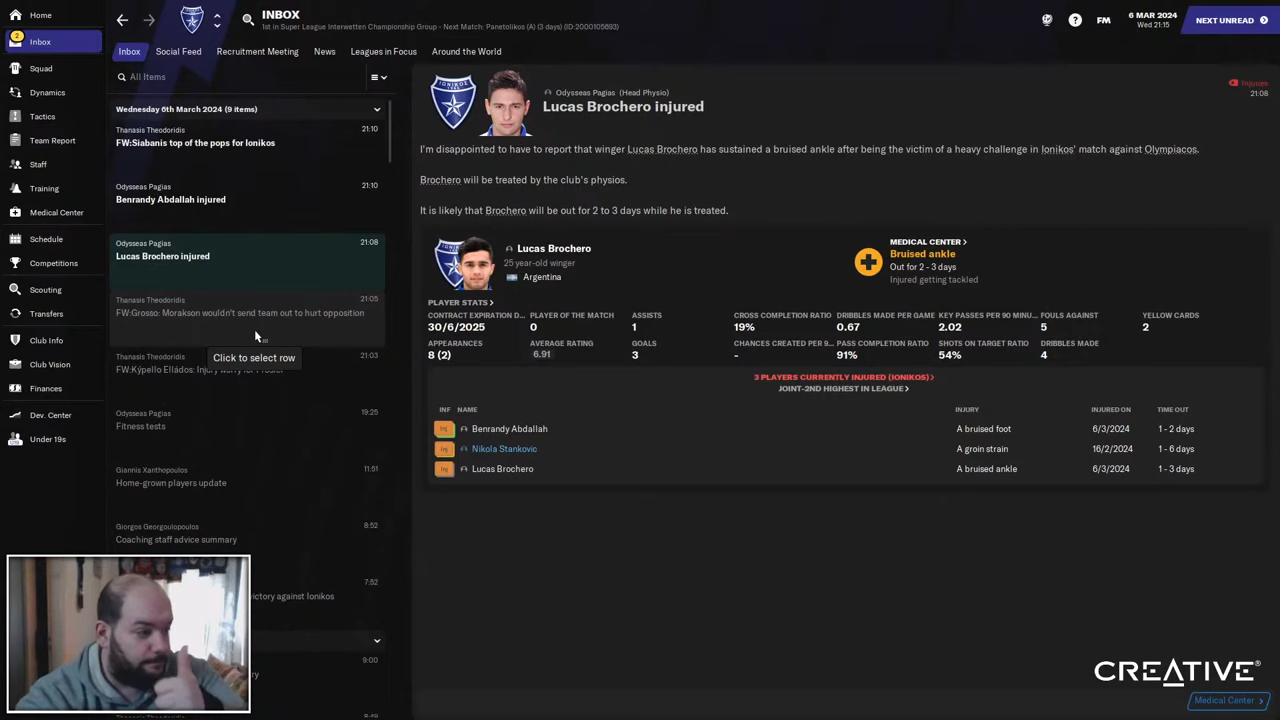 Home
2
Inbox
Squad
Dynamics
Tactics
Team Report
Staff
Training
Medical Center
Schedule
Competitions
Scouting
Transfers
Club Info
Club Vision
Finances
Dev. Center
Under 19s
INBOX
1st in Super League Interwetten Championship Group - Next Match: Panetolikos (A) (3 days) (ID:2000105693)
?
FM
6 MAR 2024
Wed 21:15
NEXT UNREAD
Inbox
Social Feed
Recruitment Meeting
News
Leagues in Focus
Around the World
All Items
Wednesday 6th March 2024 (9 items)
Thanasis Theodoridis 21:10
FW:Siabanis top of the pops for Ionikos
Odysseas Pagias 21:10
Benrandy Abdallah injured
Odysseas Pagias 21:08
Lucas Brochero injured
Thanasis Theodoridis 21:05
FW:Grosso: Morakson wouldn't send team out to hurt opposition
Click to select row
Thanasis Theodoridis 21:03
FW:Kýpello Elládos:
Odysseas Pagias 19:25
Fitness tests
Giannis Xanthopoulos 11:51
Home-grown players update
Giorgos Georgoulopoulos 8:52
Coaching staff advice summary
7:52
victory against Ionikos
9:00
IONIKOS
Odysseas Pagias (Head Physio)
Lucas Brochero injured
Injuries
21:08
I'm disappointed to have to report that winger Lucas Brochero has sustained a bruised ankle after being the victim of a heavy challenge in Ionikos' match against Olympiacos.
Brochero will be treated by the club's physios.
It is likely that Brochero will be out for 2 to 3 days while he is treated.
Lucas Brochero
25 year-old winger
Argentina
MEDICAL CENTER >
Bruised ankle
Out for 2 - 3 days
Injured getting tackled
PLAYER STATS >
CONTRACT EXPIRATION D... PLAYER OF THE MATCH ASSISTS CROSS COMPLETION RATIO DRIBBLES MADE PER GAME KEY PASSES PER 90 MINU... FOULS AGAINST YELLOW CARDS
30/6/2025 0 1 19% 0.67 2.02 5 2
APPEARANCES AVERAGE RATING GOALS CHANCES CREATED PER 9... PASS COMPLETION RATIO SHOTS ON TARGET RATIO DRIBBLES MADE
8 (2) 6.91 3 - 91% 54% 4
3 PLAYERS CURRENTLY INJURED (IONIKOS) >
JOINT-2ND HIGHEST IN LEAGUE >
INF NAME INJURY INJURED ON TIME OUT
Inj Benrandy Abdallah A bruised foot 6/3/2024 1 - 2 days
Inj Nikola Stankovic A groin strain 16/2/2024 1 - 6 days
Inj Lucas Brochero A bruised ankle 6/3/2024 1 - 3 days
CREATIVE®
Medical Center >